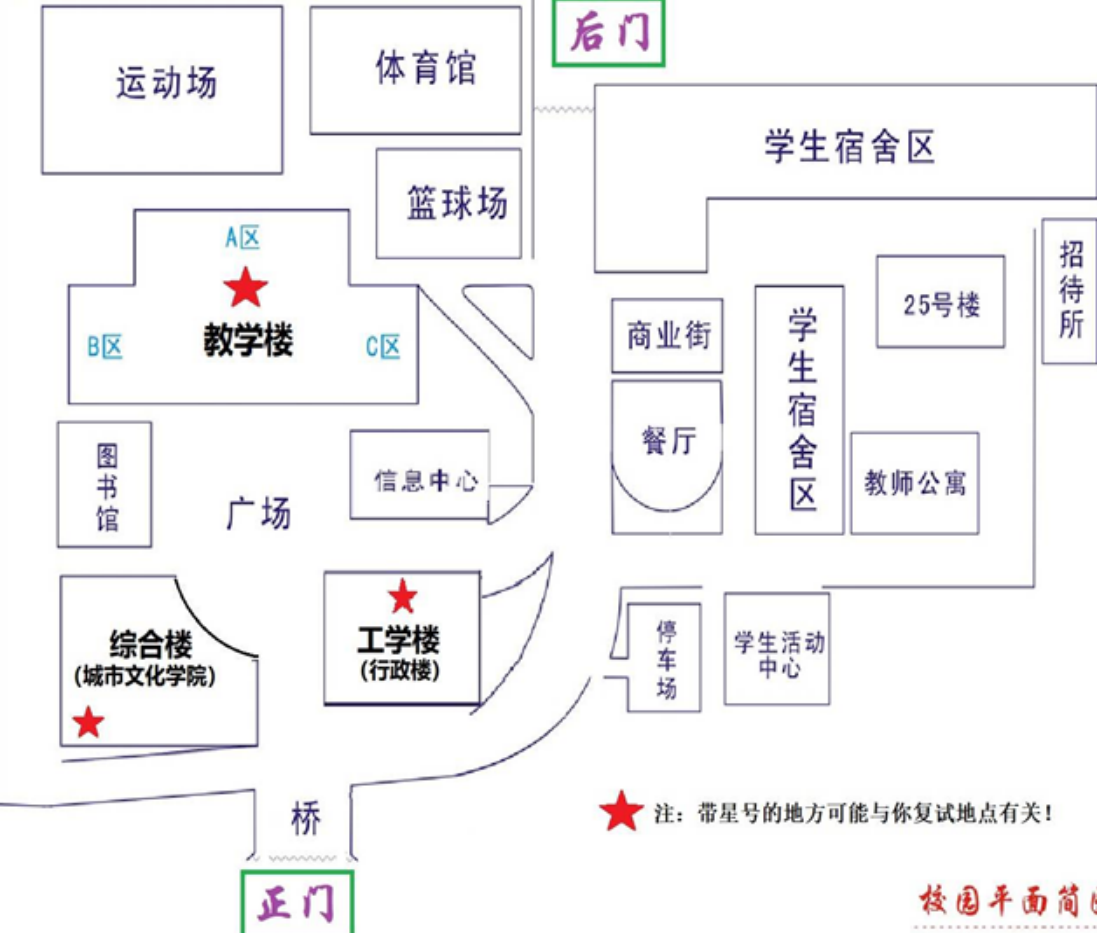 后门
运动场
体育馆
学生宿舍区
篮球场
A区
招待所
25号楼
教学楼
B区
C区
商业街
学生宿舍区
餐厅
图书馆
信息中心
教师公寓
广场
综合楼
(城市文化学院)
工学楼
(行政楼)
停车场
学生活动
中心
桥
注：带星号的地方可能与你复试地点有关！
正门
校园平面简